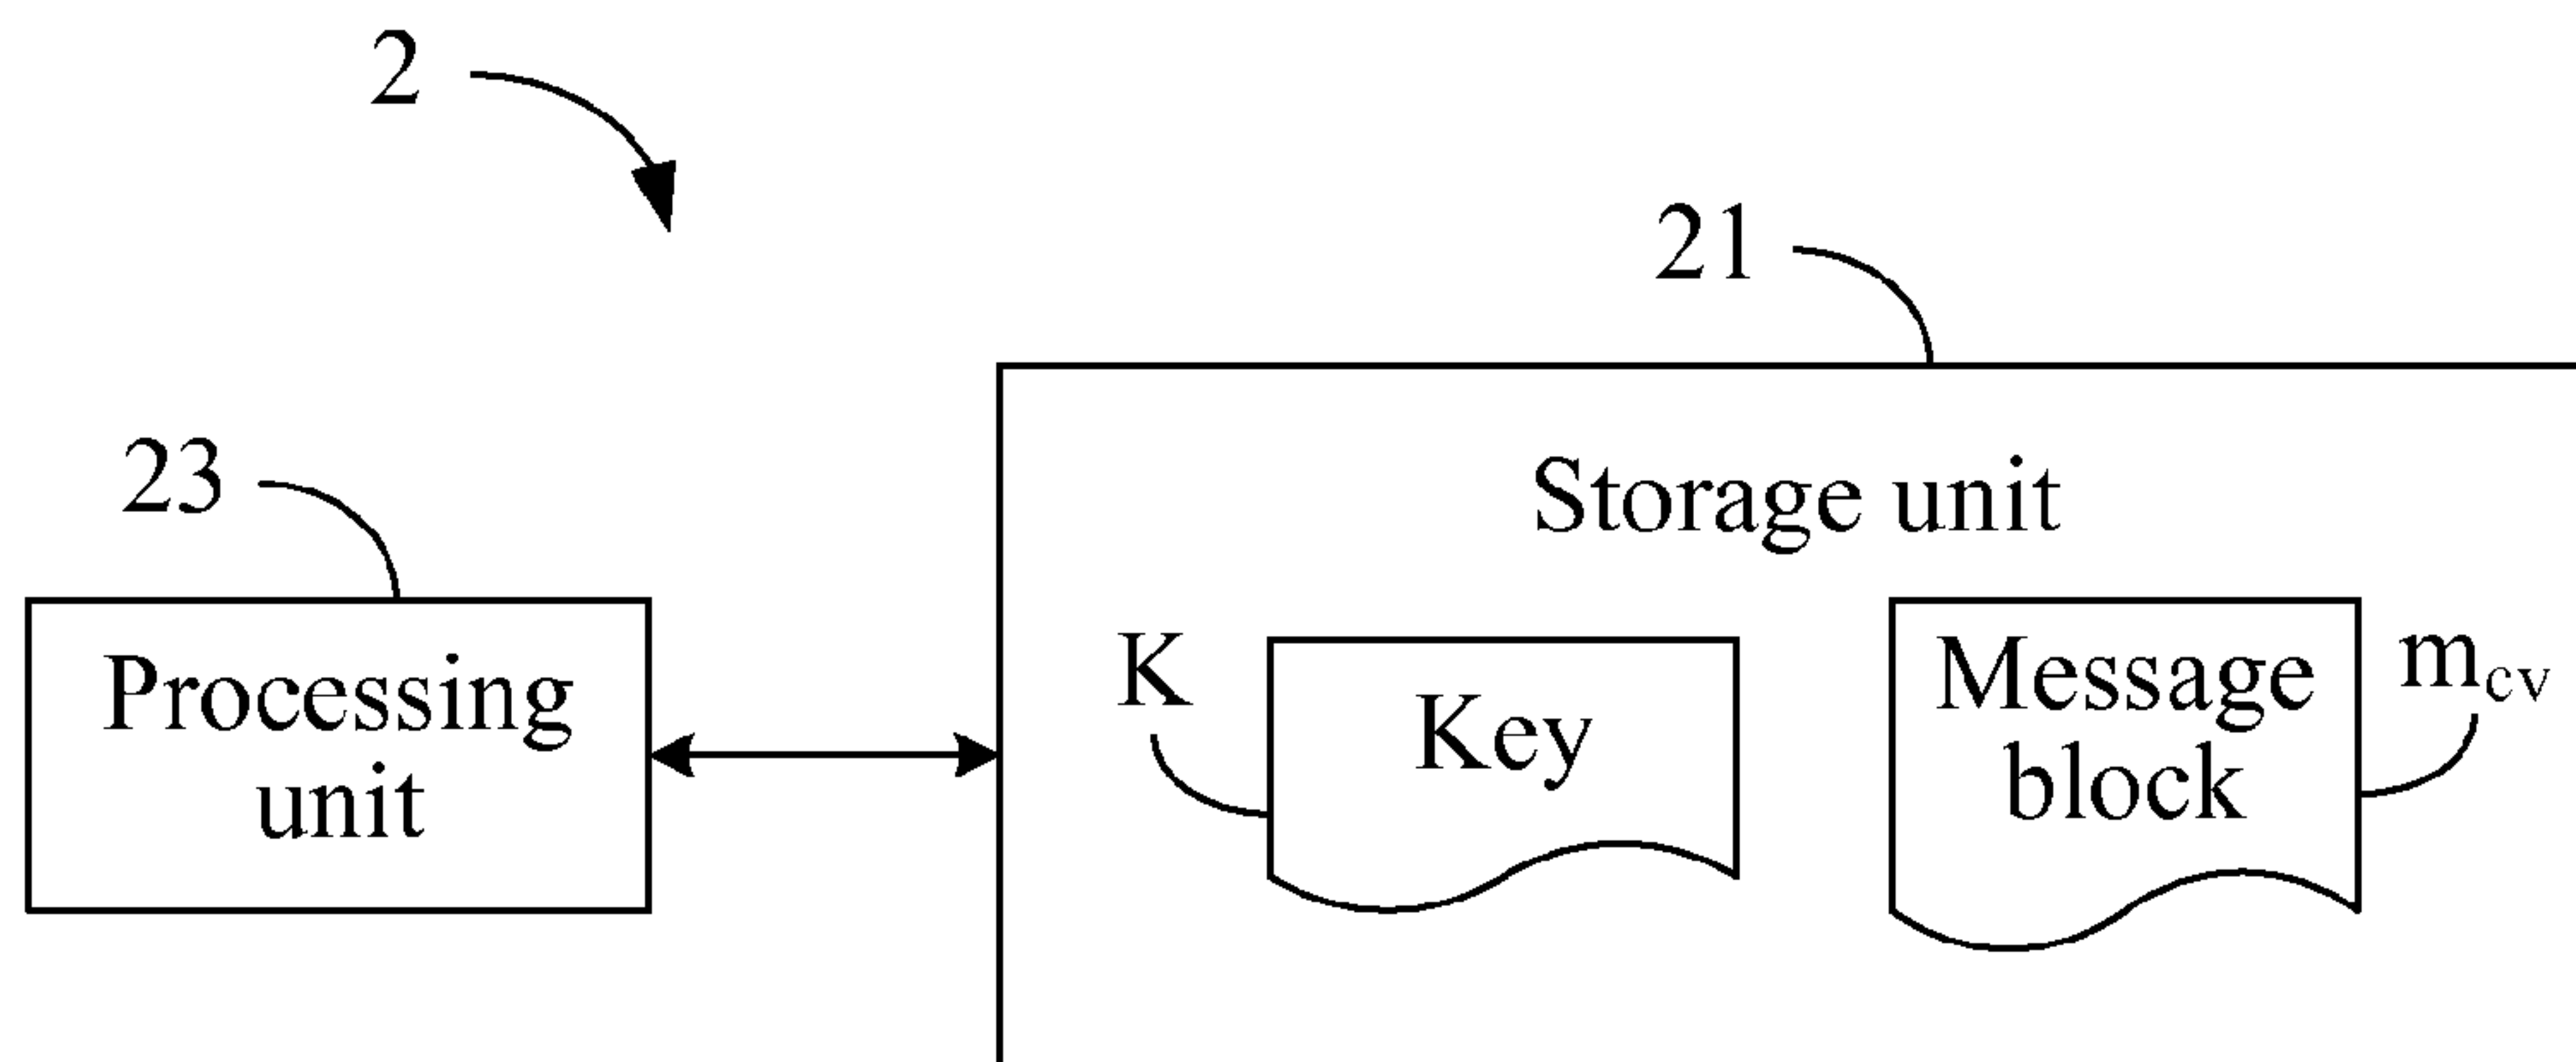 2
21
Storage unit
23
Processing
unit
K
Key
Message
block
m_cv